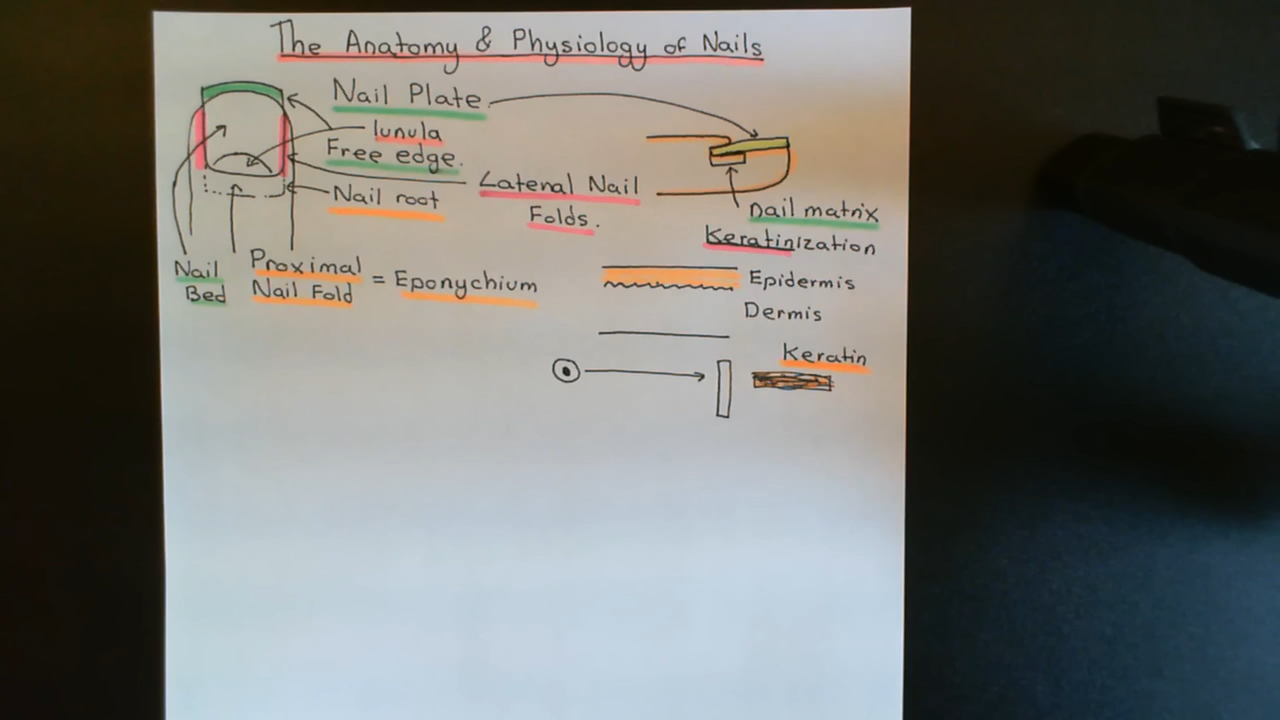 The Anatomy & Physiology of Nails
Nail Plate.
lunula
Free edge.
Lateral Nail
Folds.
Nail root
Nail
Bed
Proximal
Nail Fold
= Eponychium
nail matrix
Keratinization
Epidermis
Dermis
Keratin